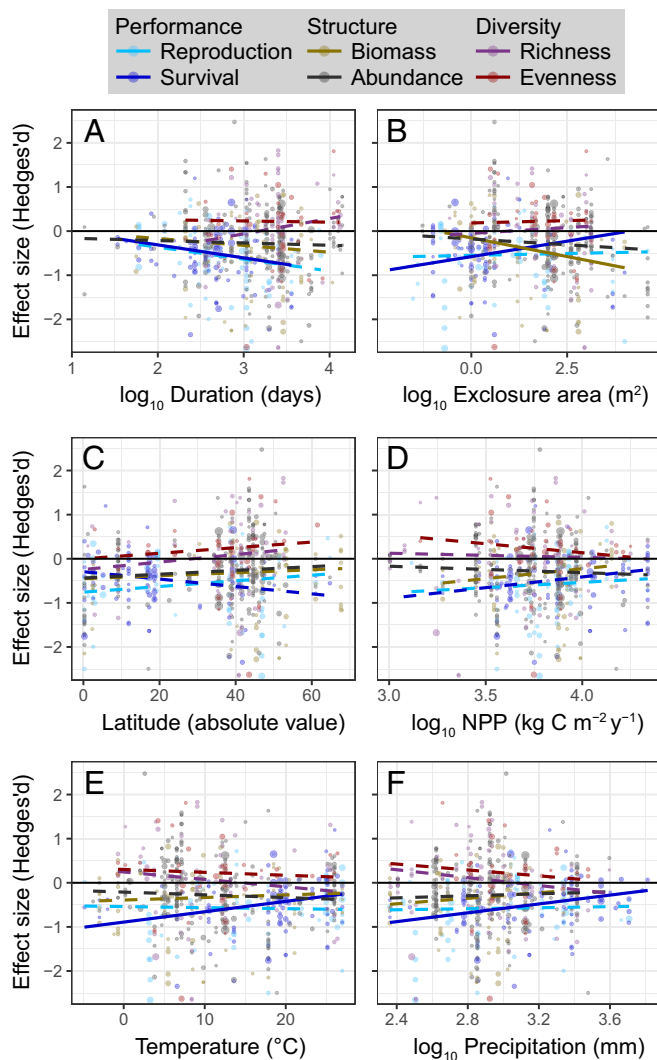 Performance Structure Diversity
Reproduction Biomass Richness
Survival Abundance Evenness
A
B
Effect size (Hedges'd)
2
1
0
−1
−2
1 2 3 4
0.0 2.5
log₁₀ Duration (days)
log₁₀ Exclosure area (m²)
C
D
Effect size (Hedges'd)
2
1
0
−1
−2
0 20 40 60
3.0 3.5 4.0
Latitude (absolute value)
log₁₀ NPP (kg C m⁻² y⁻¹)
E
F
Effect size (Hedges'd)
2
1
0
−1
−2
0 10 20
2.4 2.8 3.2 3.6
Temperature (°C)
log₁₀ Precipitation (mm)